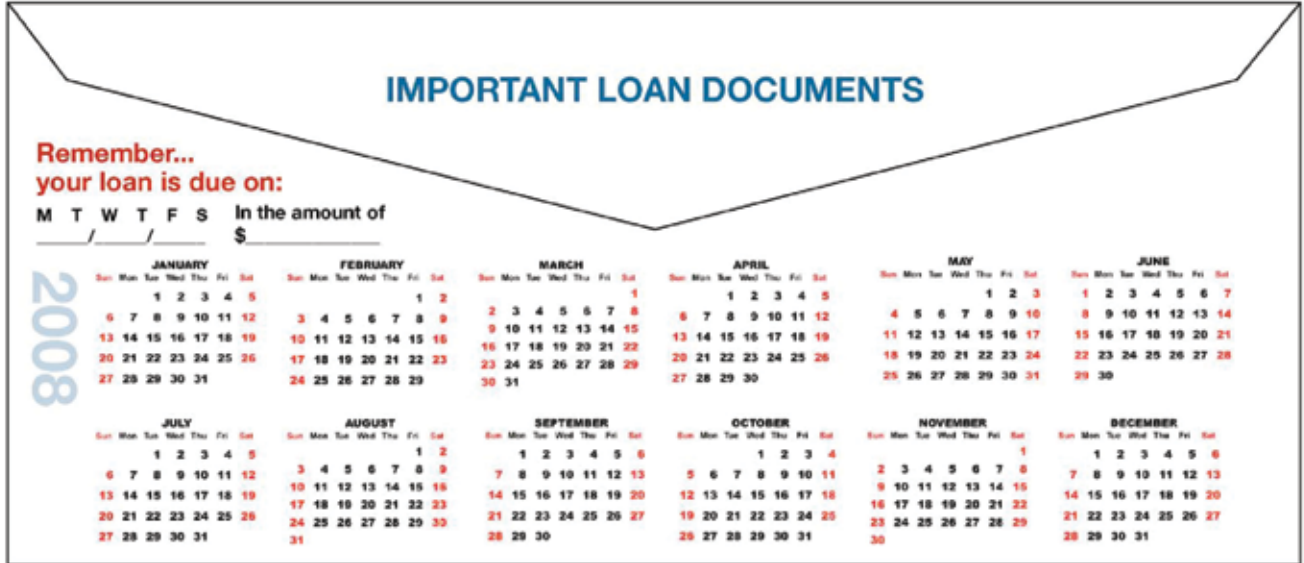 IMPORTANT LOAN DOCUMENTS
Remember...
your loan is due on:
M T W T F S In the amount of
_____/_____/_____ $_____________
2008
JANUARY
Sun Mon Tue Wed Thu Fri Sat
1 2 3 4 5
6 7 8 9 10 11 12
13 14 15 16 17 18 19
20 21 22 23 24 25 26
27 28 29 30 31
FEBRUARY
Sun Mon Tue Wed Thu Fri Sat
1 2
3 4 5 6 7 8 9
10 11 12 13 14 15 16
17 18 19 20 21 22 23
24 25 26 27 28 29
MARCH
Sun Mon Tue Wed Thu Fri Sat
1
2 3 4 5 6 7 8
9 10 11 12 13 14 15
16 17 18 19 20 21 22
23 24 25 26 27 28 29
30 31
APRIL
Sun Mon Tue Wed Thu Fri Sat
1 2 3 4 5
6 7 8 9 10 11 12
13 14 15 16 17 18 19
20 21 22 23 24 25 26
27 28 29 30
MAY
Sun Mon Tue Wed Thu Fri Sat
1 2 3
4 5 6 7 8 9 10
11 12 13 14 15 16 17
18 19 20 21 22 23 24
25 26 27 28 29 30 31
JUNE
Sun Mon Tue Wed Thu Fri Sat
1 2 3 4 5 6 7
8 9 10 11 12 13 14
15 16 17 18 19 20 21
22 23 24 25 26 27 28
29 30
JULY
Sun Mon Tue Wed Thu Fri Sat
1 2 3 4 5
6 7 8 9 10 11 12
13 14 15 16 17 18 19
20 21 22 23 24 25 26
27 28 29 30 31
AUGUST
Sun Mon Tue Wed Thu Fri Sat
1 2
3 4 5 6 7 8 9
10 11 12 13 14 15 16
17 18 19 20 21 22 23
24 25 26 27 28 29 30
31
SEPTEMBER
Sun Mon Tue Wed Thu Fri Sat
1 2 3 4 5 6
7 8 9 10 11 12 13
14 15 16 17 18 19 20
21 22 23 24 25 26 27
28 29 30
OCTOBER
Sun Mon Tue Wed Thu Fri Sat
1 2 3 4
5 6 7 8 9 10 11
12 13 14 15 16 17 18
19 20 21 22 23 24 25
26 27 28 29 30 31
NOVEMBER
Sun Mon Tue Wed Thu Fri Sat
1
2 3 4 5 6 7 8
9 10 11 12 13 14 15
16 17 18 19 20 21 22
23 24 25 26 27 28 29
30
DECEMBER
Sun Mon Tue Wed Thu Fri Sat
1 2 3 4 5 6
7 8 9 10 11 12 13
14 15 16 17 18 19 20
21 22 23 24 25 26 27
28 29 30 31